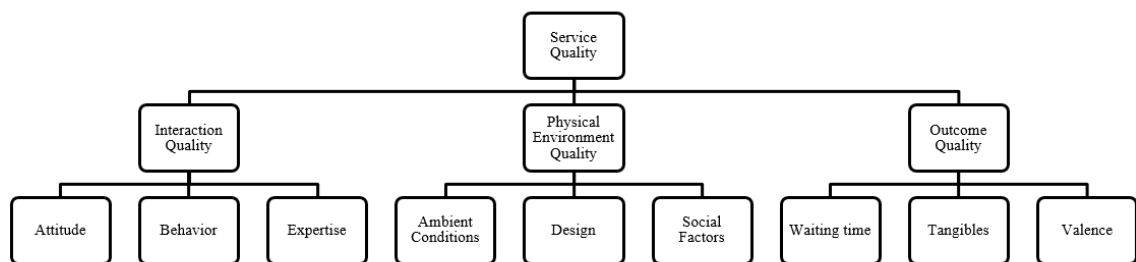 Service
Quality
Interaction
Quality
Physical
Environment
Quality
Outcome
Quality
Attitude
Behavior
Expertise
Ambient
Conditions
Design
Social
Factors
Waiting time
Tangibles
Valence